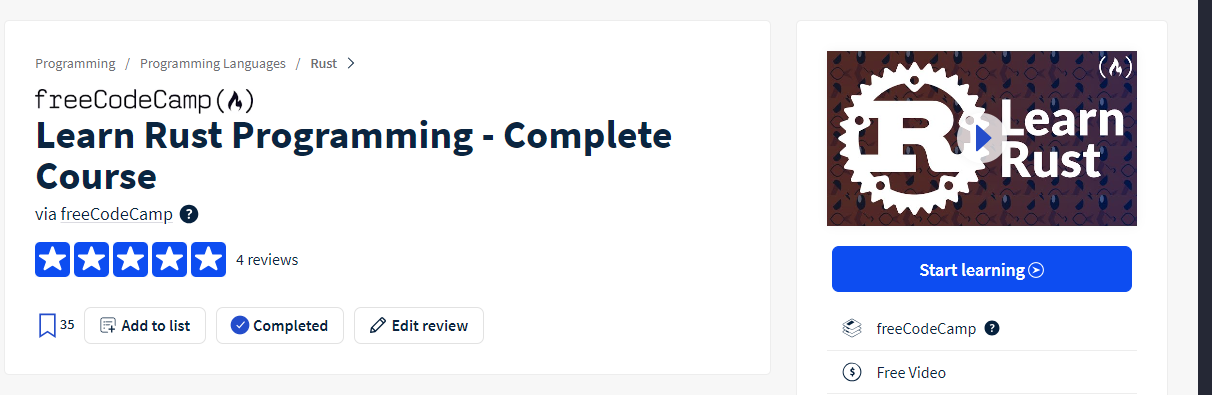 Programming / Programming Languages / Rust
freeCodeCamp
Learn Rust Programming - Complete
Course
via freeCodeCamp ?
4 reviews
35 Add to list Completed Edit review
R
Learn
Rust
Start learning
freeCodeCamp ?
$ Free Video